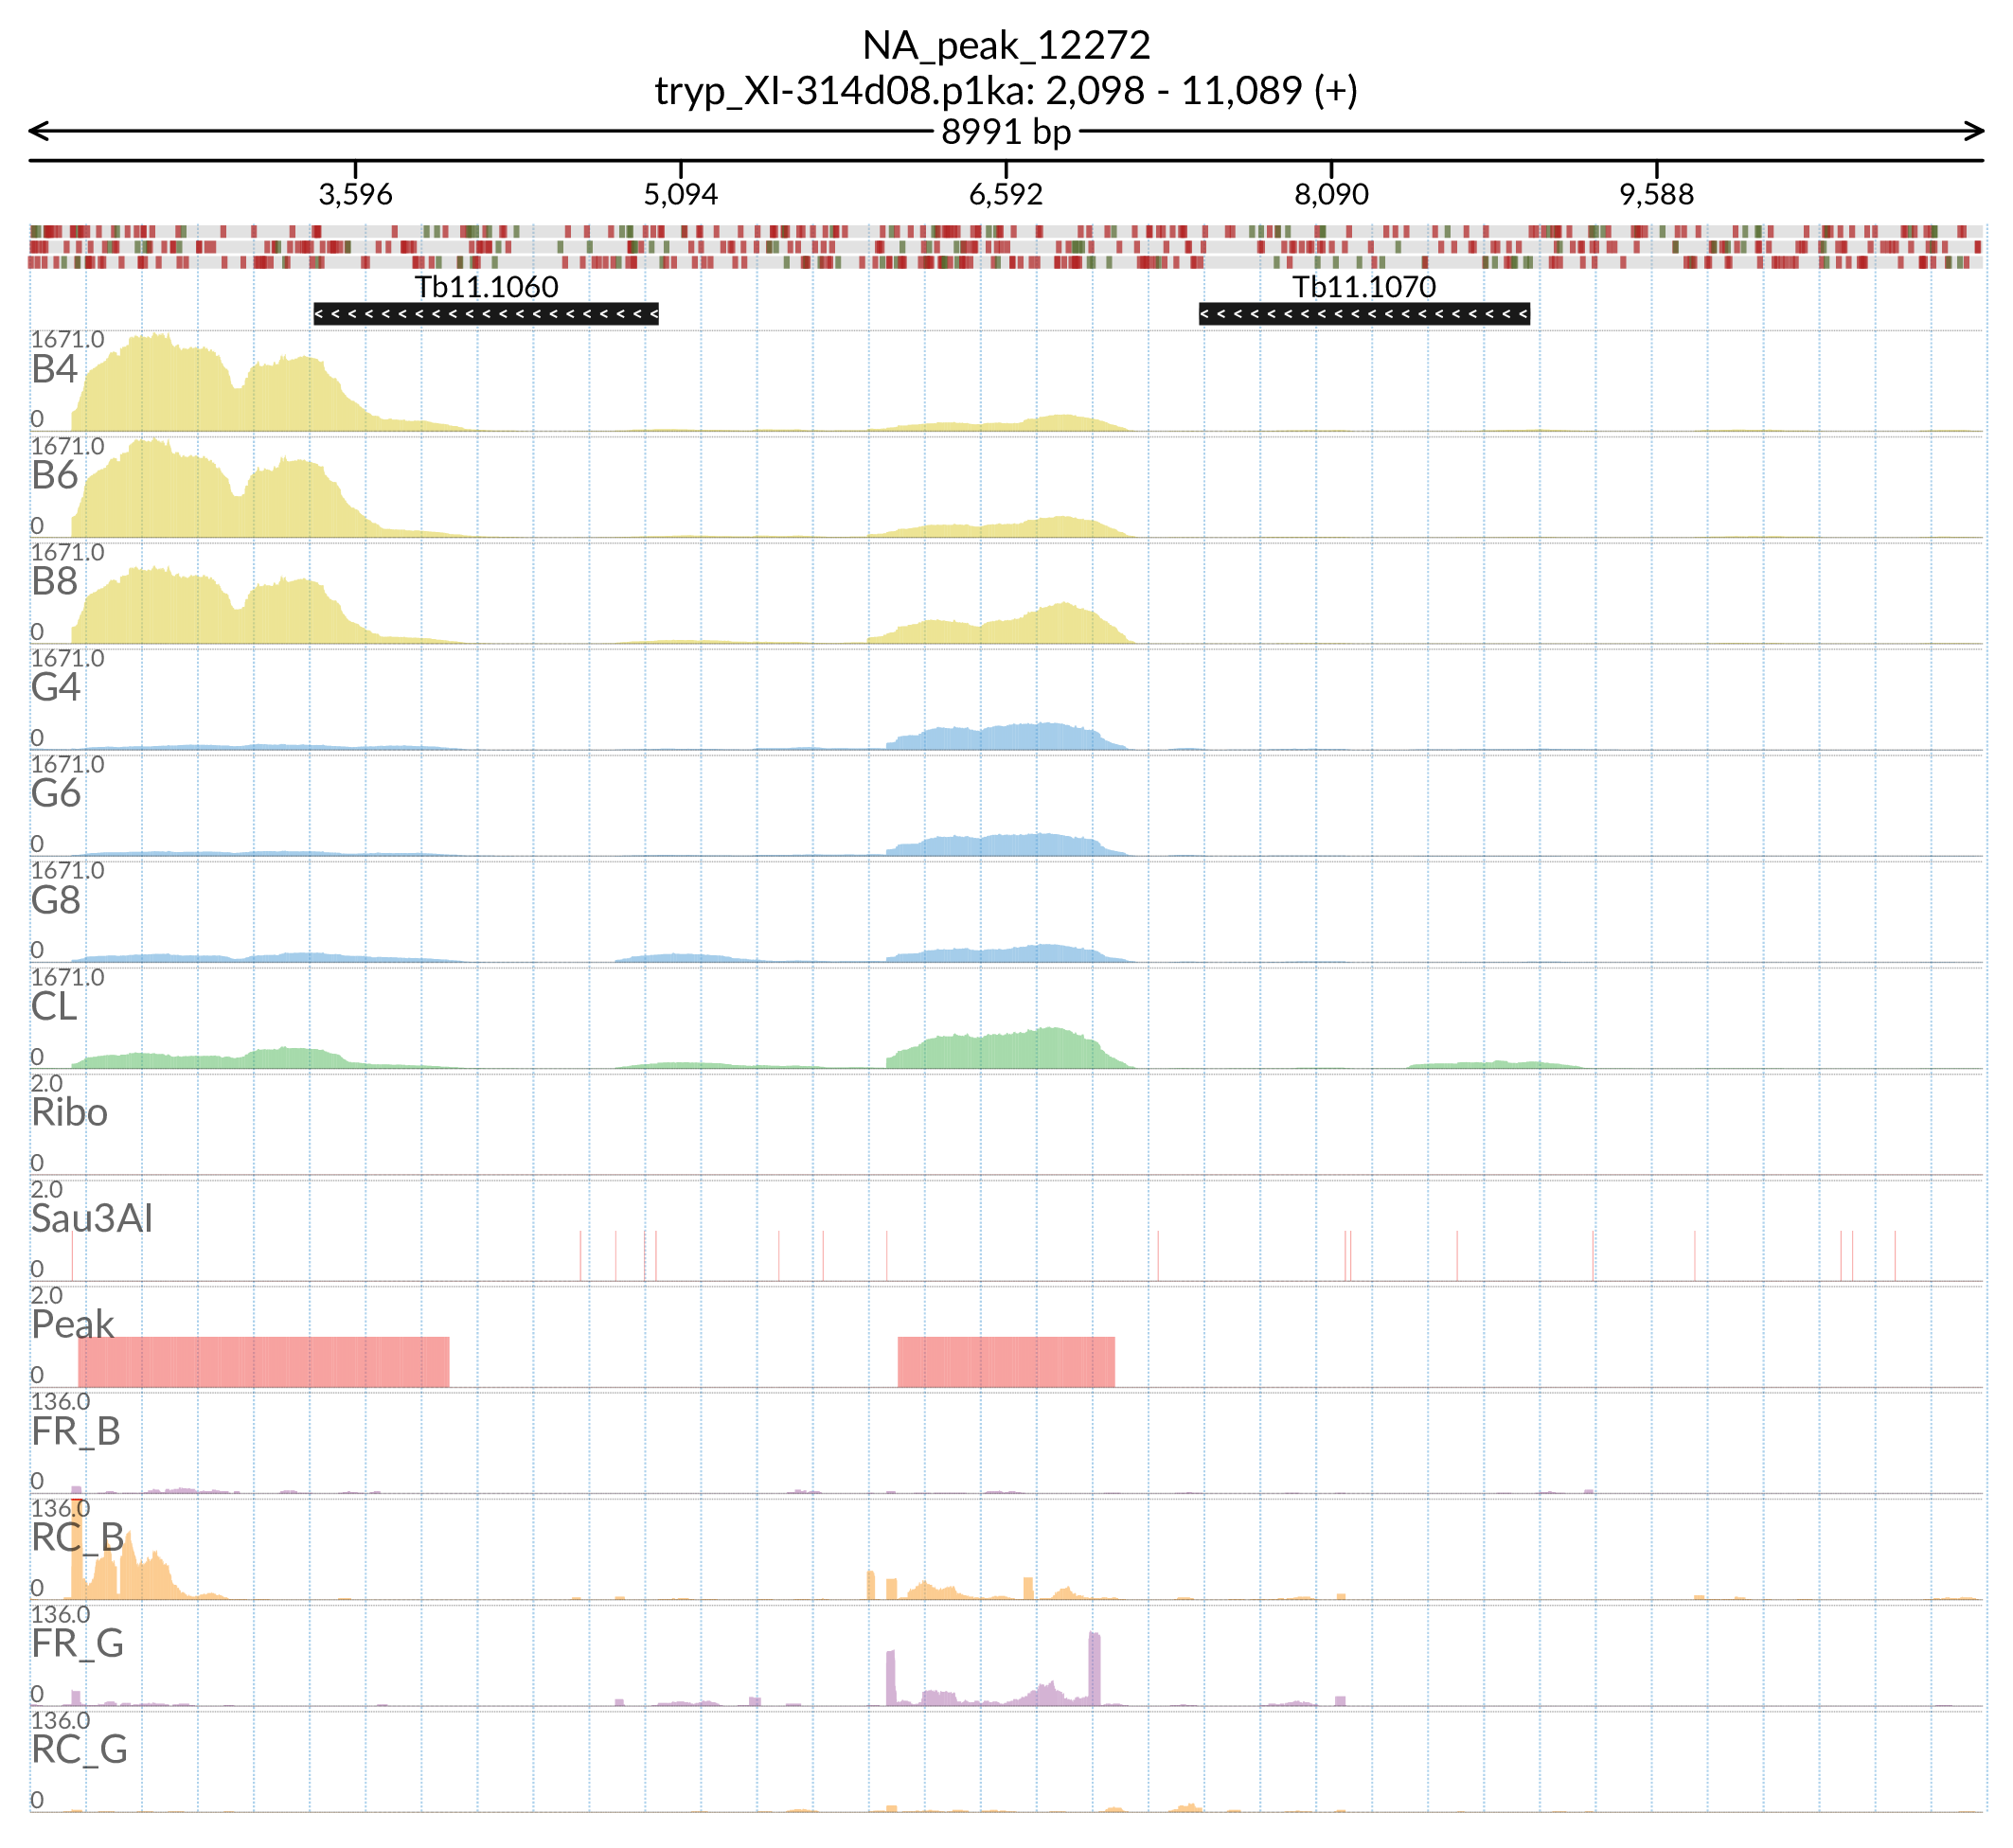 NA_peak_12272
tryp_XI-314d08.p1ka: 2,098 - 11,089 (+)
8991 bp
3,596 5,094 6,592 8,090 9,588
Tb11.1060 Tb11.1070
1671.0
B4
0
1671.0
B6
0
1671.0
B8
0
1671.0
G4
0
1671.0
G6
0
1671.0
G8
0
1671.0
CL
0
2.0
Ribo
0
2.0
Sau3AI
0
2.0
Peak
0
136.0
FR_B
0
136.0
RC_B
0
136.0
FR_G
0
136.0
RC_G
0